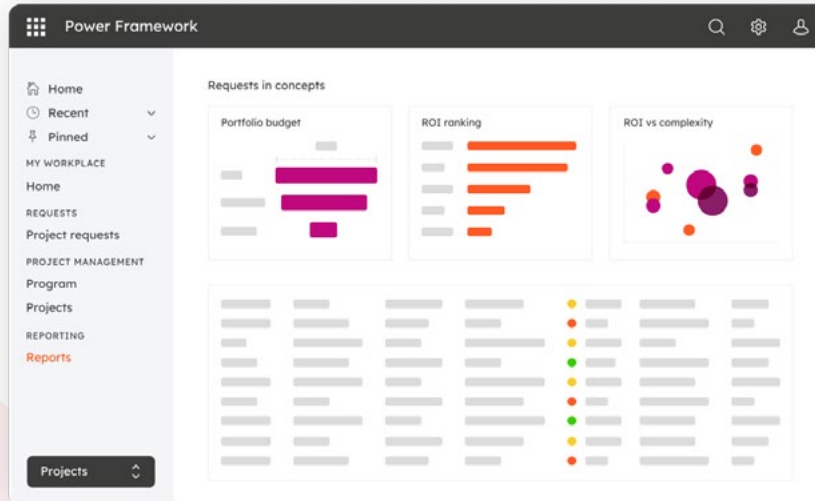 Power Framework
Home
Recent
Pinned
MY WORKPLACE
Home
REQUESTS
Project requests
PROJECT MANAGEMENT
Program
Projects
REPORTING
Reports
Projects
Requests in concepts
Portfolio budget
ROI ranking
ROI vs complexity